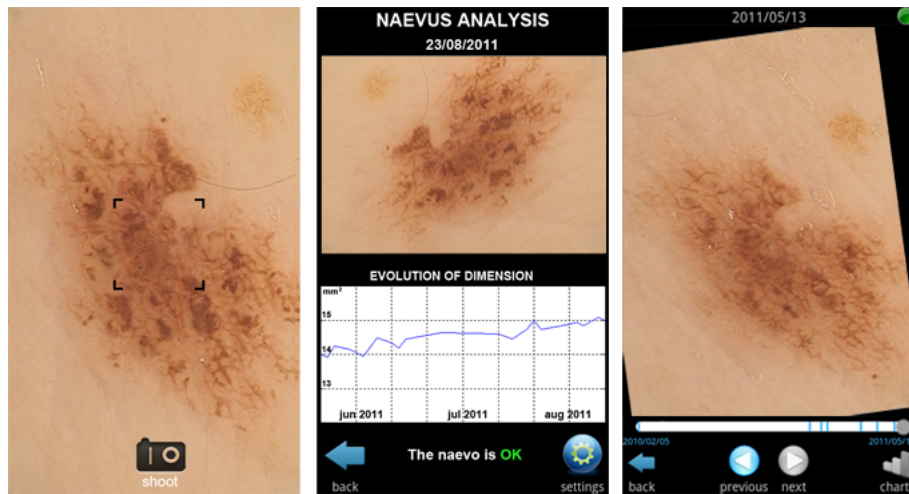 shoot
NAEVUS ANALYSIS
23/08/2011
EVOLUTION OF DIMENSION
mm²
15
14
13
jun 2011 jul 2011 aug 2011
The naevo is OK
back settings
2011/05/13
2010/02/05 2011/05/1
back previous next chart